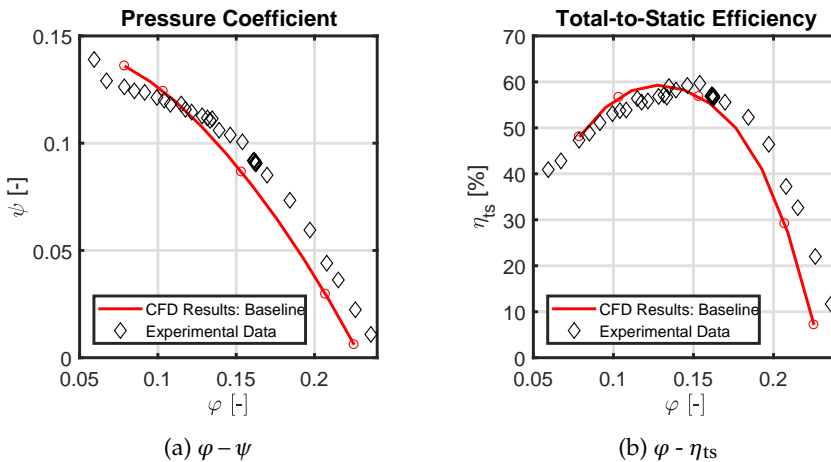 Pressure Coefficient
0.15
0.1
0.05
0
ψ [-]
CFD Results: Baseline
Experimental Data
0.05 0.1 0.15 0.2
φ [-]
(a) φ – ψ
Total-to-Static Efficiency
70
60
50
40
30
20
10
0
η_ts [%]
CFD Results: Baseline
Experimental Data
0.05 0.1 0.15 0.2
φ [-]
(b) φ - η_ts